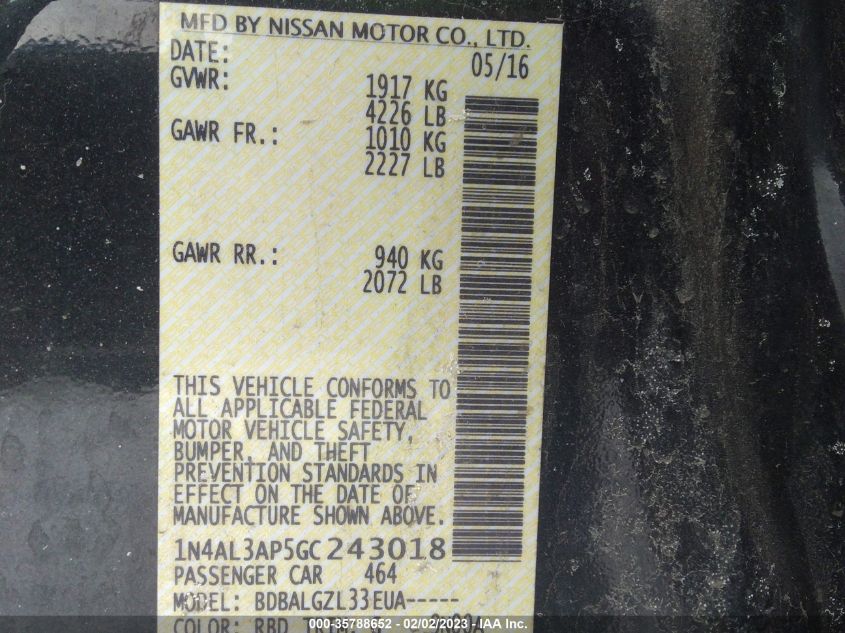 MFD BY NISSAN MOTOR CO., LTD.
DATE: 05/16
GVWR: 1917 KG
4226 LB
GAWR FR.: 1010 KG
2227 LB
GAWR RR.: 940 KG
2072 LB
THIS VEHICLE CONFORMS TO
ALL APPLICABLE FEDERAL
MOTOR VEHICLE SAFETY,
BUMPER, AND THEFT
PREVENTION STANDARDS IN
EFFECT ON THE DATE OF
MANUFACTURE SHOWN ABOVE.
1N4AL3AP5GC243018
PASSENGER CAR 464
MODEL: BDBALGZL33EUA-----
COLOR: RBD
000-35788652 - 02/02/2023 - IAA Inc.